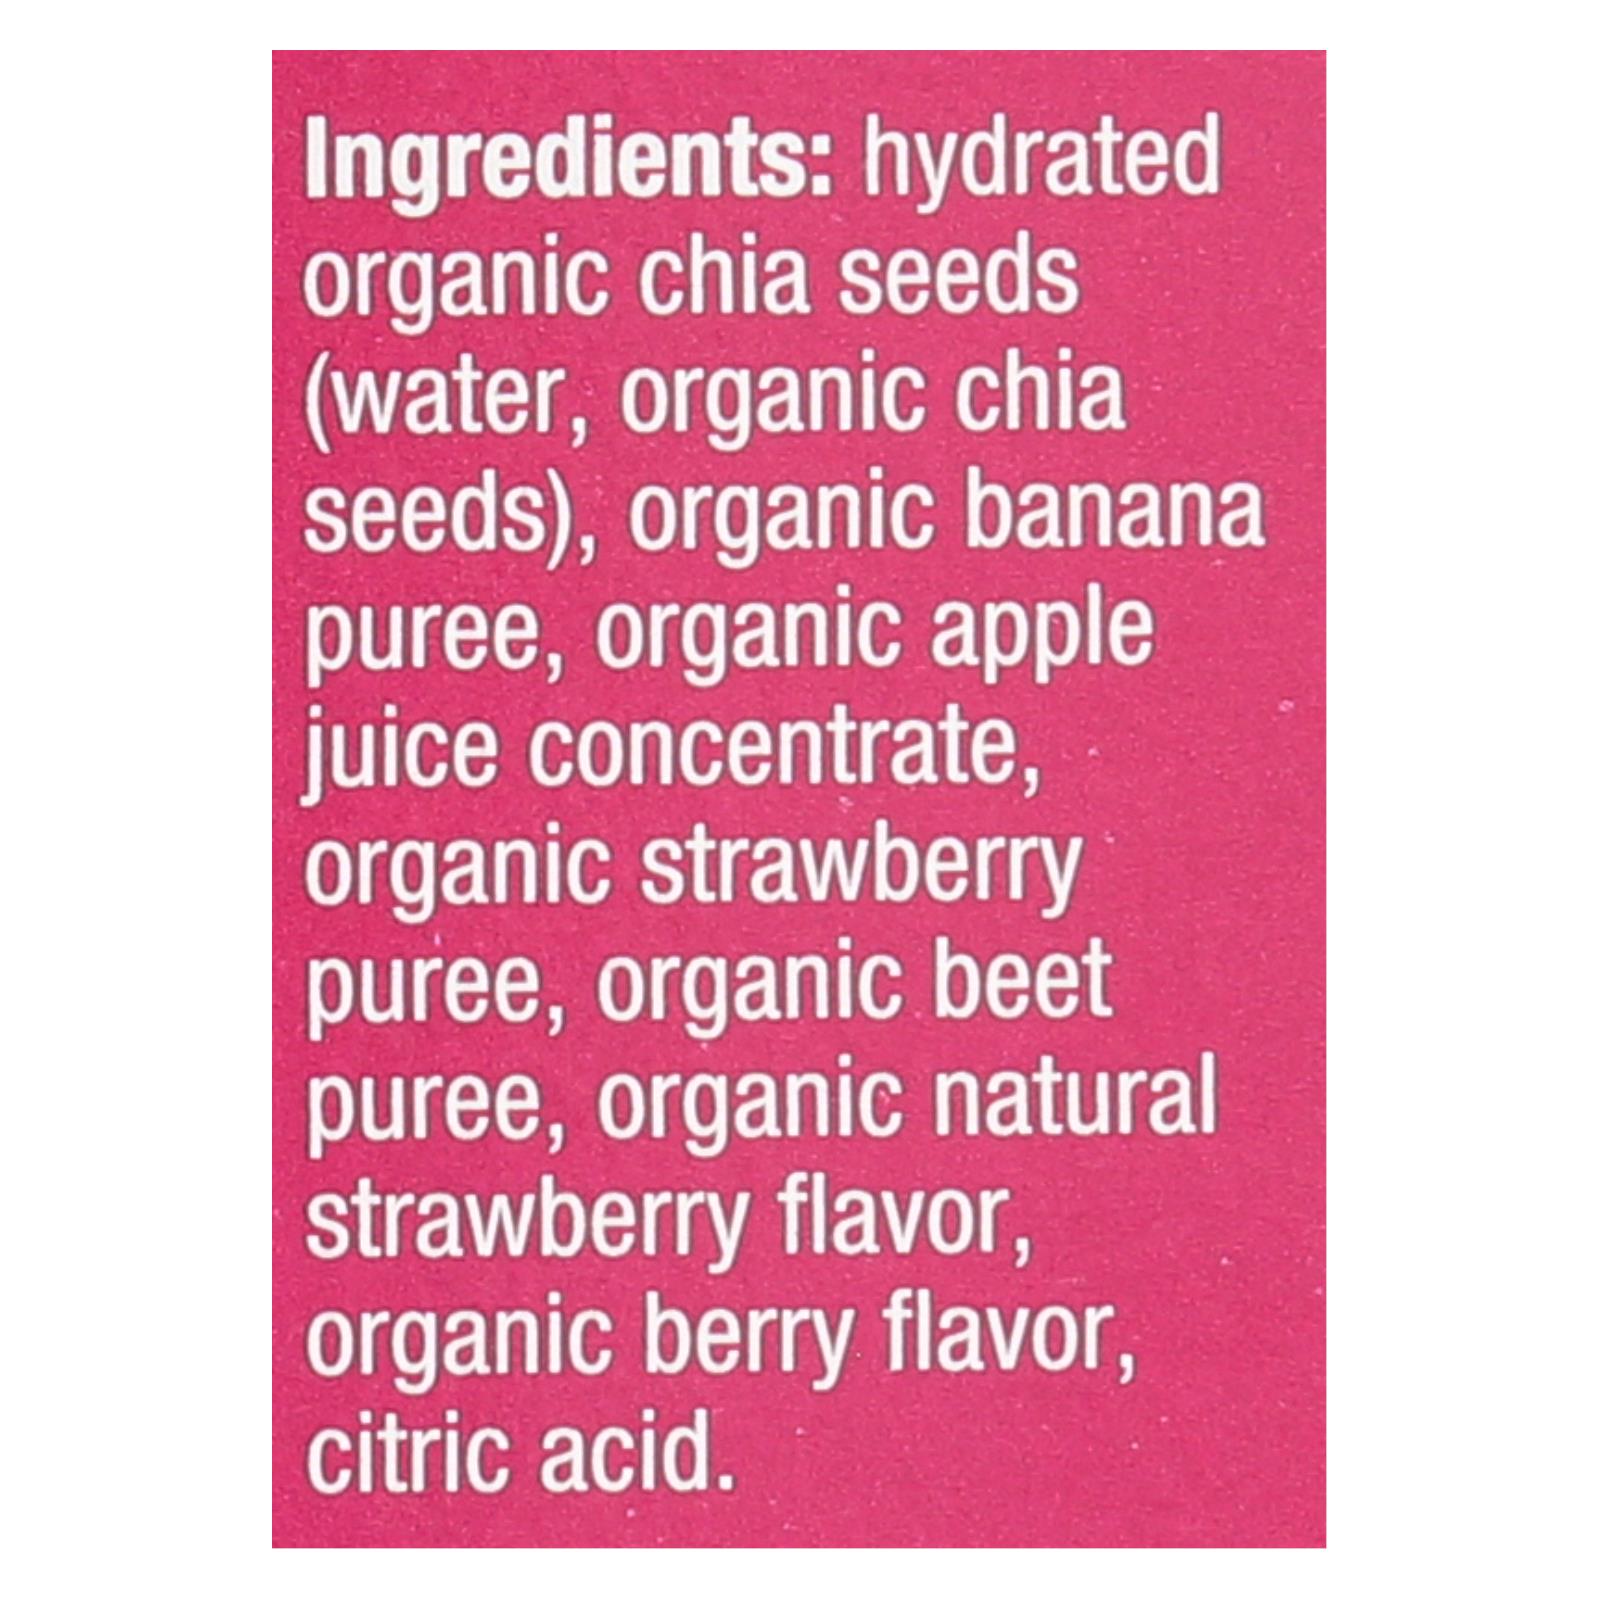 Ingredients: hydrated
organic chia seeds
(water, organic chia
seeds), organic banana
puree, organic apple
juice concentrate,
organic strawberry
puree, organic beet
puree, organic natural
strawberry flavor,
organic berry flavor,
citric acid.